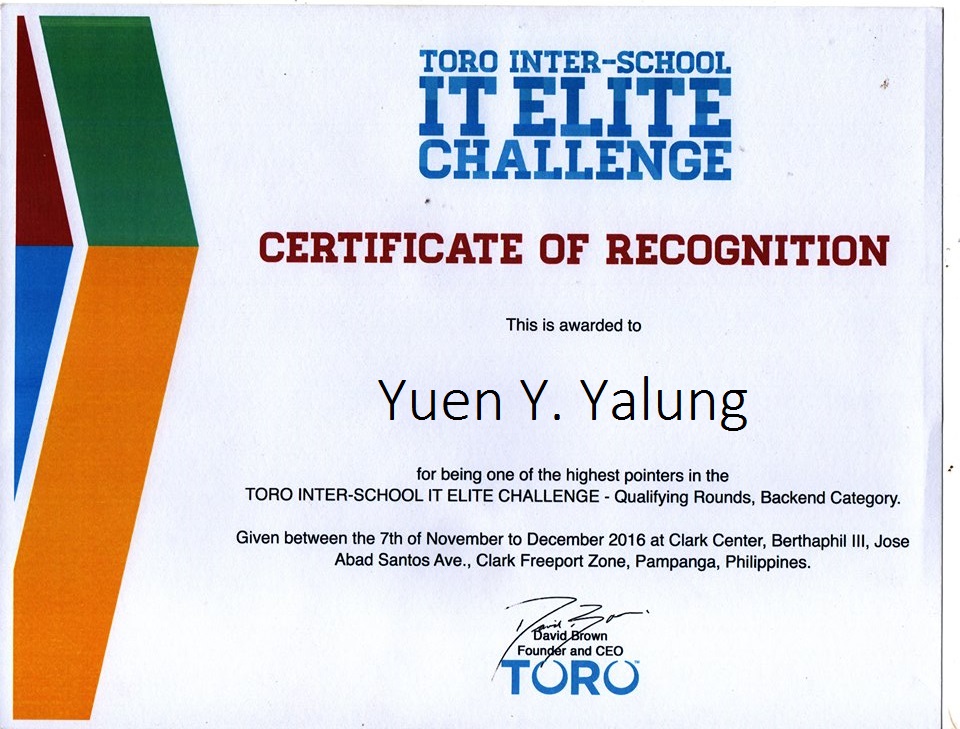 TORO INTER-SCHOOL
IT ELITE
CHALLENGE
CERTIFICATE OF RECOGNITION
This is awarded to
Yuen Y. Yalung
for being one of the highest pointers in the
TORO INTER-SCHOOL IT ELITE CHALLENGE - Qualifying Rounds, Backend Category.
Given between the 7th of November to December 2016 at Clark Center, Berthaphil III, Jose
Abad Santos Ave., Clark Freeport Zone, Pampanga, Philippines.
David Brown
David Brown
Founder and CEO
TORO™